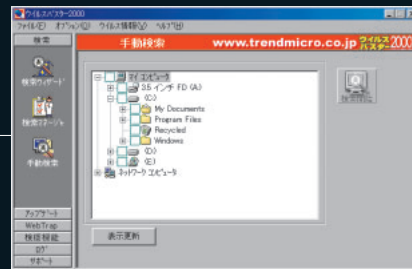 ウイルスバスター2000
ファイル(F) オプション(O) ウイルス情報(V) ヘルプ(H)
検索
手動検索 www.trendmicro.co.jp ウイルスバスター2000
検索ウィザード
検索マネージャ
手動検索
マイ コンピュータ
3.5 インチ FD (A:)
(C:)
My Documents
Program Files
Recycled
Windows
(D:)
(E:)
ネットワーク コンピュータ
検索開始
表示更新
アップデート
WebTrap
検疫機能
ログ
サポート